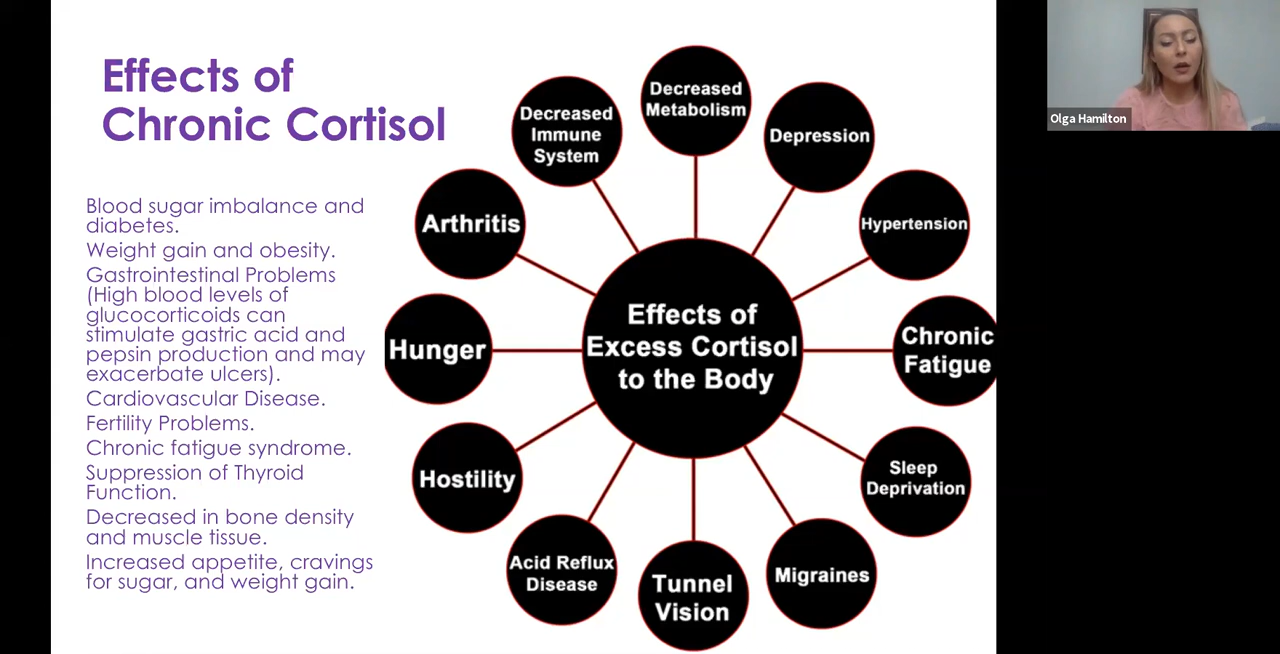 Effects of
Chronic Cortisol
Blood sugar imbalance and
diabetes.
Weight gain and obesity.
Gastrointestinal Problems
(High blood levels of
glucocorticoids can
stimulate gastric acid and
pepsin production and may
exacerbate ulcers).
Cardiovascular Disease.
Fertility Problems.
Chronic fatigue syndrome.
Suppression of Thyroid
Function.
Decreased in bone density
and muscle tissue.
Increased appetite, cravings
for sugar, and weight gain.
Effects of
Excess Cortisol
to the Body
Decreased
Metabolism
Depression
Hypertension
Chronic
Fatigue
Sleep
Deprivation
Migraines
Tunnel
Vision
Acid Reflux
Disease
Hostility
Hunger
Arthritis
Decreased
Immune
System
Olga Hamilton